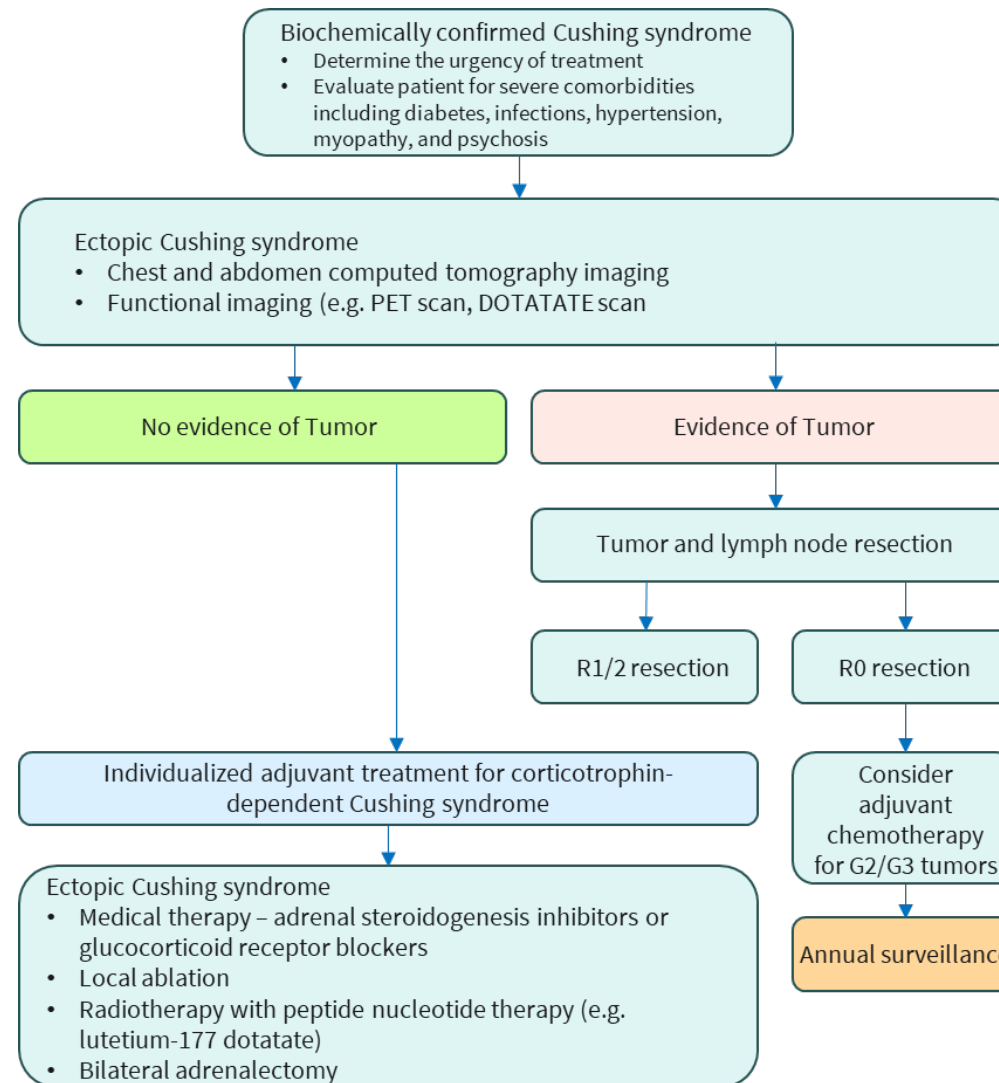 Biochemically confirmed Cushing syndrome
• Determine the urgency of treatment
• Evaluate patient for severe comorbidities
including diabetes, infections, hypertension,
myopathy, and psychosis
Ectopic Cushing syndrome
• Chest and abdomen computed tomography imaging
• Functional imaging (e.g. PET scan, DOTATATE scan
No evidence of Tumor
Evidence of Tumor
Tumor and lymph node resection
R1/2 resection
R0 resection
Individualized adjuvant treatment for corticotrophin-
dependent Cushing syndrome
Consider
adjuvant
chemotherapy
for G2/G3 tumors
Ectopic Cushing syndrome
• Medical therapy – adrenal steroidogenesis inhibitors or
glucocorticoid receptor blockers
• Local ablation
• Radiotherapy with peptide nucleotide therapy (e.g.
lutetium-177 dotatate)
• Bilateral adrenalectomy
Annual surveillance